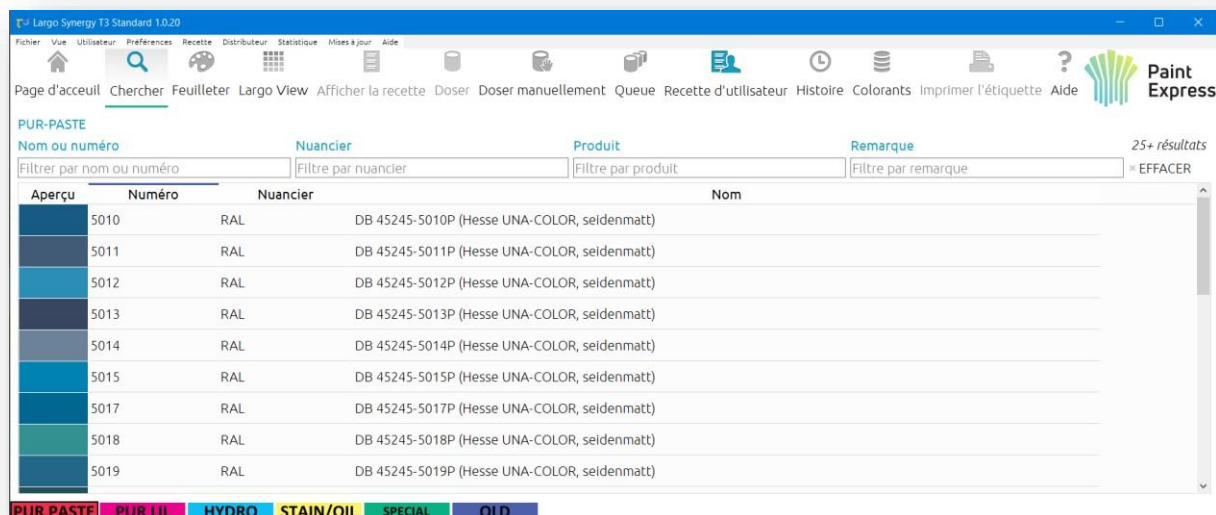 Largo Synergy T3 Standard 1.0.20
Fichier Vue Utilisateur Préférences Recette Distributeur Statistique Mises à jour Aide
Page d'acceuil Chercher Feuilleter Largo View Afficher la recette Doser Doser manuellement Queue Recette d'utilisateur Histoire Colorants Imprimer l'étiquette Aide
Paint
Express
PUR-PASTE
Nom ou numéro Nuancier Produit Remarque 25+ résultats
Filtrer par nom ou numéro Filtre par nuancier Filtre par produit Filtre par remarque × EFFACER
Aperçu Numéro Nuancier Nom
5010 RAL DB 45245-5010P (Hesse UNA-COLOR, seidenmatt)
5011 RAL DB 45245-5011P (Hesse UNA-COLOR, seidenmatt)
5012 RAL DB 45245-5012P (Hesse UNA-COLOR, seidenmatt)
5013 RAL DB 45245-5013P (Hesse UNA-COLOR, seidenmatt)
5014 RAL DB 45245-5014P (Hesse UNA-COLOR, seidenmatt)
5015 RAL DB 45245-5015P (Hesse UNA-COLOR, seidenmatt)
5017 RAL DB 45245-5017P (Hesse UNA-COLOR, seidenmatt)
5018 RAL DB 45245-5018P (Hesse UNA-COLOR, seidenmatt)
5019 RAL DB 45245-5019P (Hesse UNA-COLOR, seidenmatt)
PUR PASTE PUR LIL HYDRO STAIN/OIL SPECIAL OLD